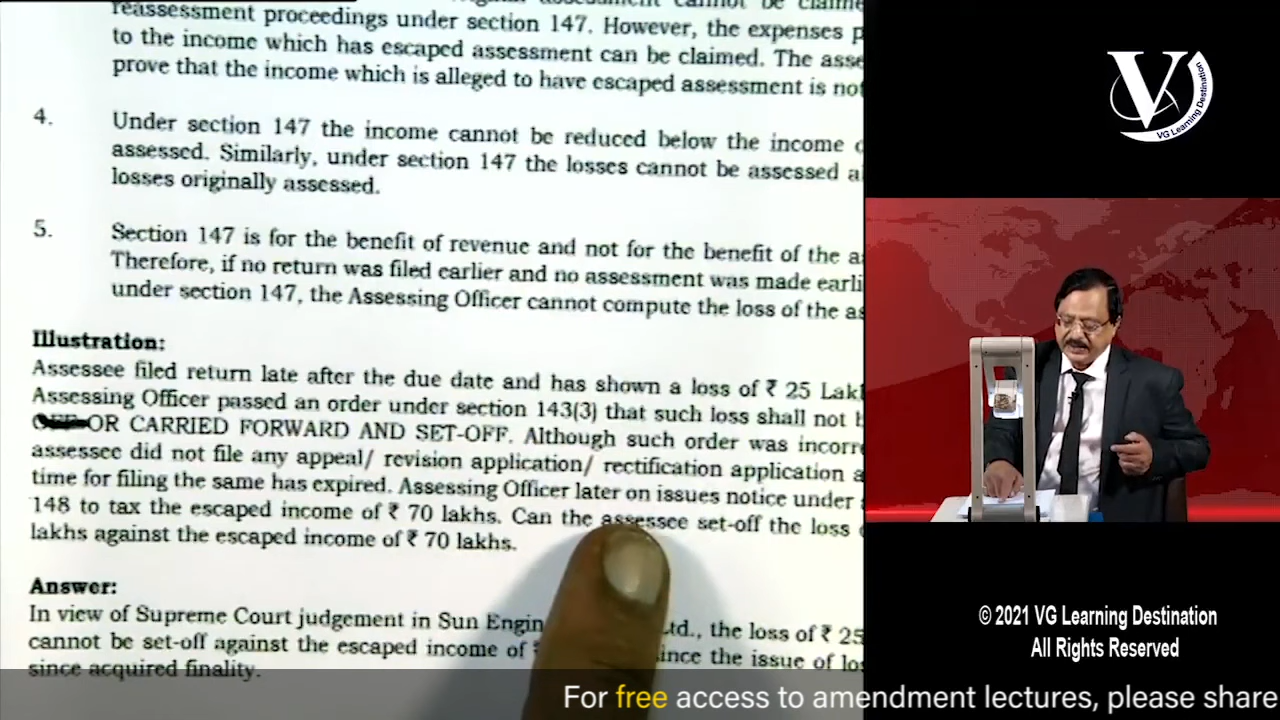 reassessment proceedings under section 147. However, the expenses
to the income which has escaped assessment can be claimed. The
prove that the income which is alleged to have escaped assessment is
4. Under section 147 the income cannot be reduced below the income
assessed. Similarly, under section 147 the losses cannot be assessed
losses originally assessed.
5. Section 147 is for the benefit of revenue and not for the benefit of the
Therefore, if no return was filed earlier and no assessment was made
under section 147, the Assessing Officer cannot compute the loss of the
Illustration:
Assessee filed return late after the due date and has shown a loss of ₹ 25
Assessing Officer passed an order under section 143(3) that such loss shall not
OR CARRIED FORWARD AND SET-OFF. Although such order was
assessee did not file any appeal/ revision application/ rectification application
time for filing the same has expired. Assessing Officer later on issues notice under
148 to tax the escaped income of ₹ 70 lakhs. Can the assessee set-off the loss
lakhs against the escaped income of ₹ 70 lakhs.
Answer:
In view of Supreme Court judgement in Sun Engin Ltd., the loss of ₹ 25
cannot be set-off against the escaped income of since the issue of
since acquired finality.
V
VG Learning Destination
© 2021 VG Learning Destination
All Rights Reserved
For free access to amendment lectures, please share